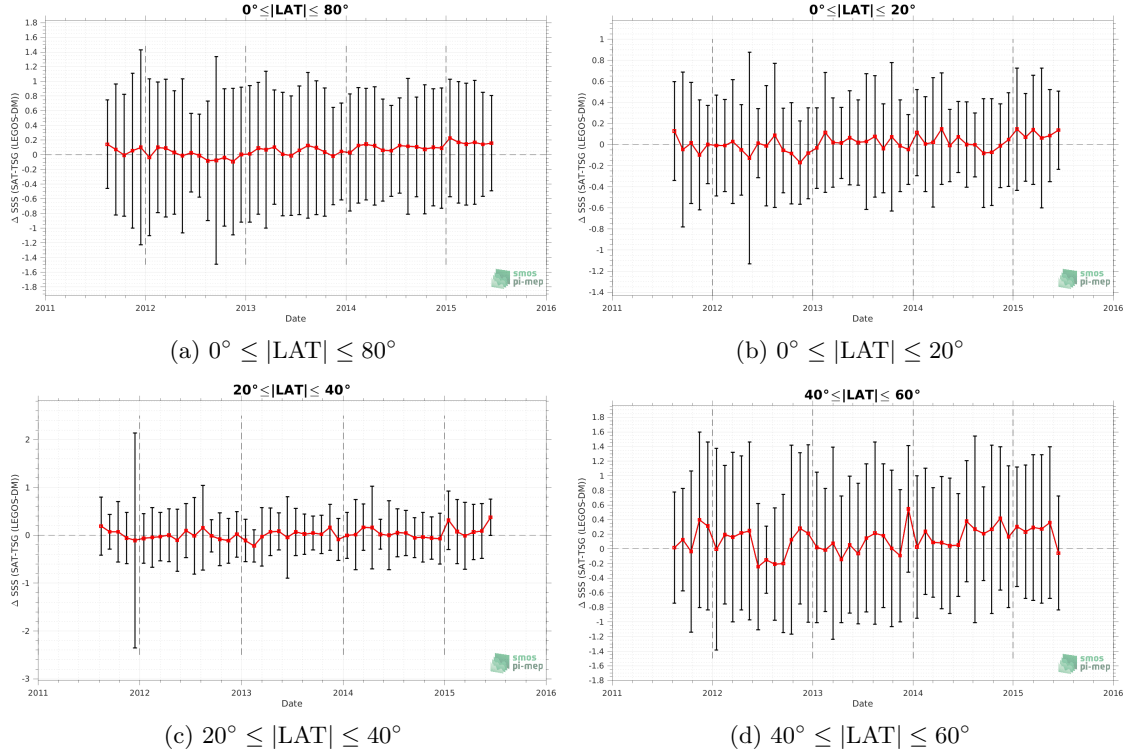 0°≤|LAT|≤ 80°
1.8
1.6
1.4
1.2
1
0.8
0.6
0.4
0.2
0
-0.2
-0.4
-0.6
-0.8
-1
-1.2
-1.4
-1.6
-1.8
Δ SSS (SAT-TSG (LEGOS-DM))
2011 2012 2013 2014 2015 2016
Date
smos
pi-mep
(a) 0° ≤ |LAT| ≤ 80°
0°≤|LAT|≤ 20°
1
0.8
0.6
0.4
0.2
0
-0.2
-0.4
-0.6
-0.8
-1
-1.2
-1.4
Δ SSS (SAT-TSG (LEGOS-DM))
2011 2012 2013 2014 2015 2016
Date
smos
pi-mep
(b) 0° ≤ |LAT| ≤ 20°
20°≤|LAT|≤ 40°
2
1
0
-1
-2
-3
Δ SSS (SAT-TSG (LEGOS-DM))
2011 2012 2013 2014 2015 2016
Date
smos
pi-mep
(c) 20° ≤ |LAT| ≤ 40°
40°≤|LAT|≤ 60°
1.8
1.6
1.4
1.2
1
0.8
0.6
0.4
0.2
0
-0.2
-0.4
-0.6
-0.8
-1
-1.2
-1.4
-1.6
-1.8
Δ SSS (SAT-TSG (LEGOS-DM))
2011 2012 2013 2014 2015 2016
Date
smos
pi-mep
(d) 40° ≤ |LAT| ≤ 60°